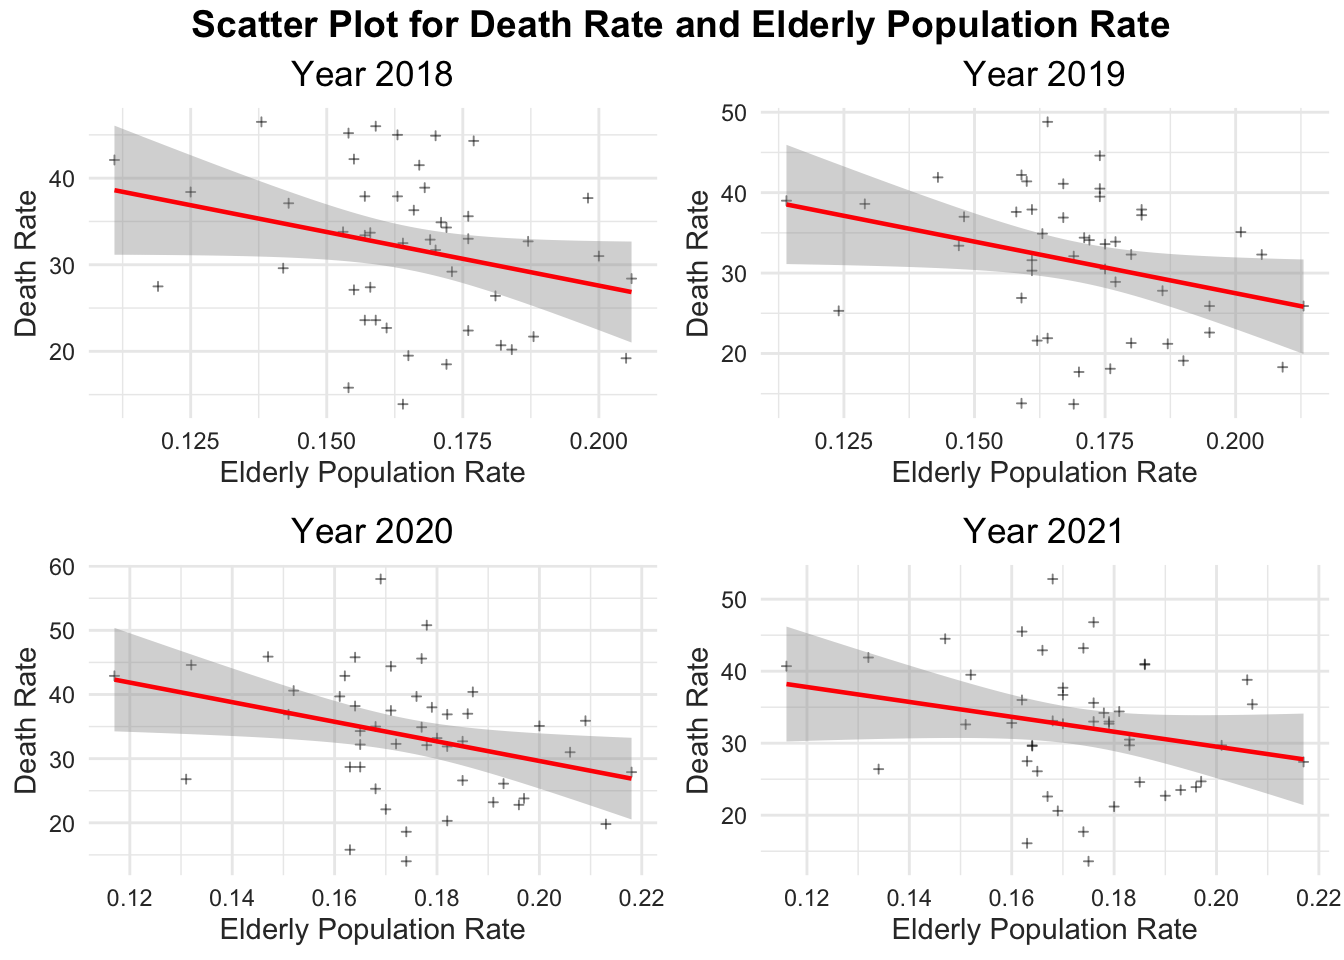 Scatter Plot for Death Rate and Elderly Population Rate
Year 2018
Death Rate
40
30
20
0.125 0.150 0.175 0.200
Elderly Population Rate
Year 2019
Death Rate
50
40
30
20
0.125 0.150 0.175 0.200
Elderly Population Rate
Year 2020
Death Rate
60
50
40
30
20
0.12 0.14 0.16 0.18 0.20 0.22
Elderly Population Rate
Year 2021
Death Rate
50
40
30
20
0.12 0.14 0.16 0.18 0.20 0.22
Elderly Population Rate